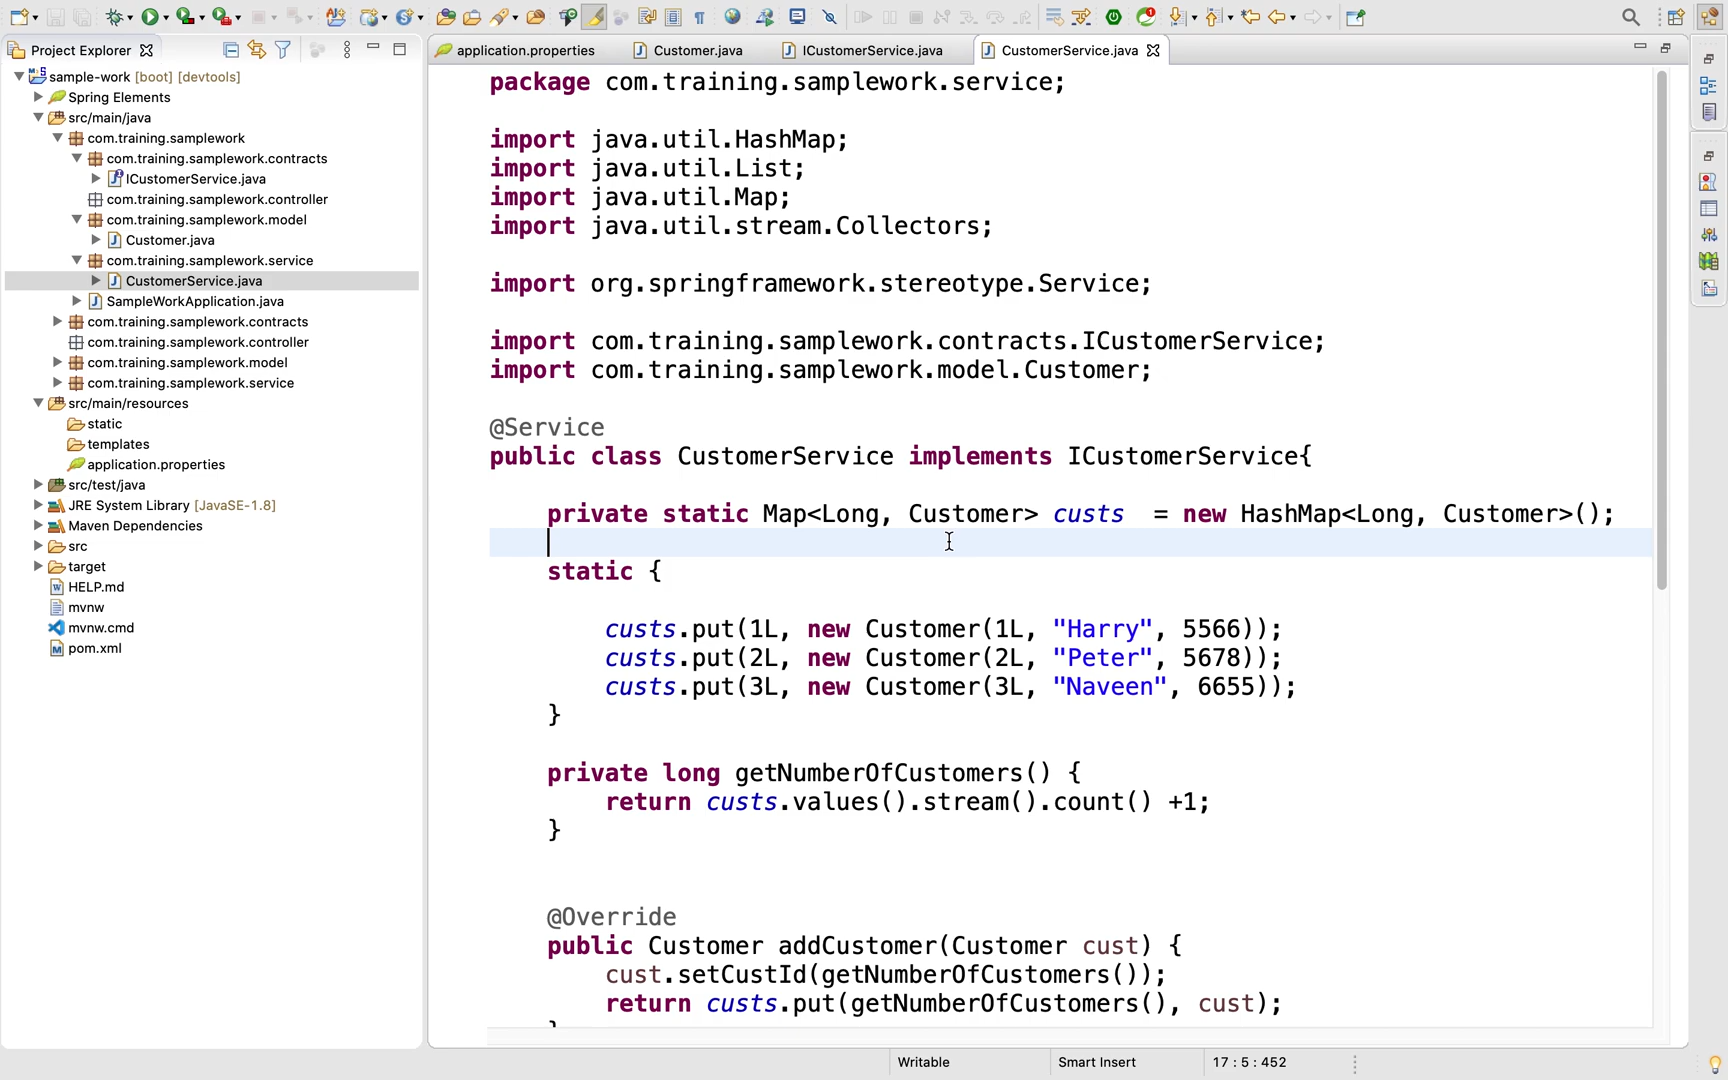 Project Explorer
application.properties
Customer.java
ICustomerService.java
CustomerService.java
sample-work [boot] [devtools]
Spring Elements
src/main/java
com.training.samplework
com.training.samplework.contracts
ICustomerService.java
com.training.samplework.controller
com.training.samplework.model
Customer.java
com.training.samplework.service
CustomerService.java
SampleWorkApplication.java
com.training.samplework.contracts
com.training.samplework.controller
com.training.samplework.model
com.training.samplework.service
src/main/resources
static
templates
application.properties
src/test/java
JRE System Library [JavaSE-1.8]
Maven Dependencies
src
target
HELP.md
mvnw
mvnw.cmd
pom.xml
package com.training.samplework.service;
import java.util.HashMap;
import java.util.List;
import java.util.Map;
import java.util.stream.Collectors;
import org.springframework.stereotype.Service;
import com.training.samplework.contracts.ICustomerService;
import com.training.samplework.model.Customer;
@Service
public class CustomerService implements ICustomerService{
private static Map<Long, Customer> custs  = new HashMap<Long, Customer>();
static {
custs.put(1L, new Customer(1L, "Harry", 5566));
custs.put(2L, new Customer(2L, "Peter", 5678));
custs.put(3L, new Customer(3L, "Naveen", 6655));
}
private long getNumberOfCustomers() {
return custs.values().stream().count() +1;
}
@Override
public Customer addCustomer(Customer cust) {
cust.setCustId(getNumberOfCustomers());
return custs.put(getNumberOfCustomers(), cust);
}
Writable
Smart Insert
17 : 5 : 452